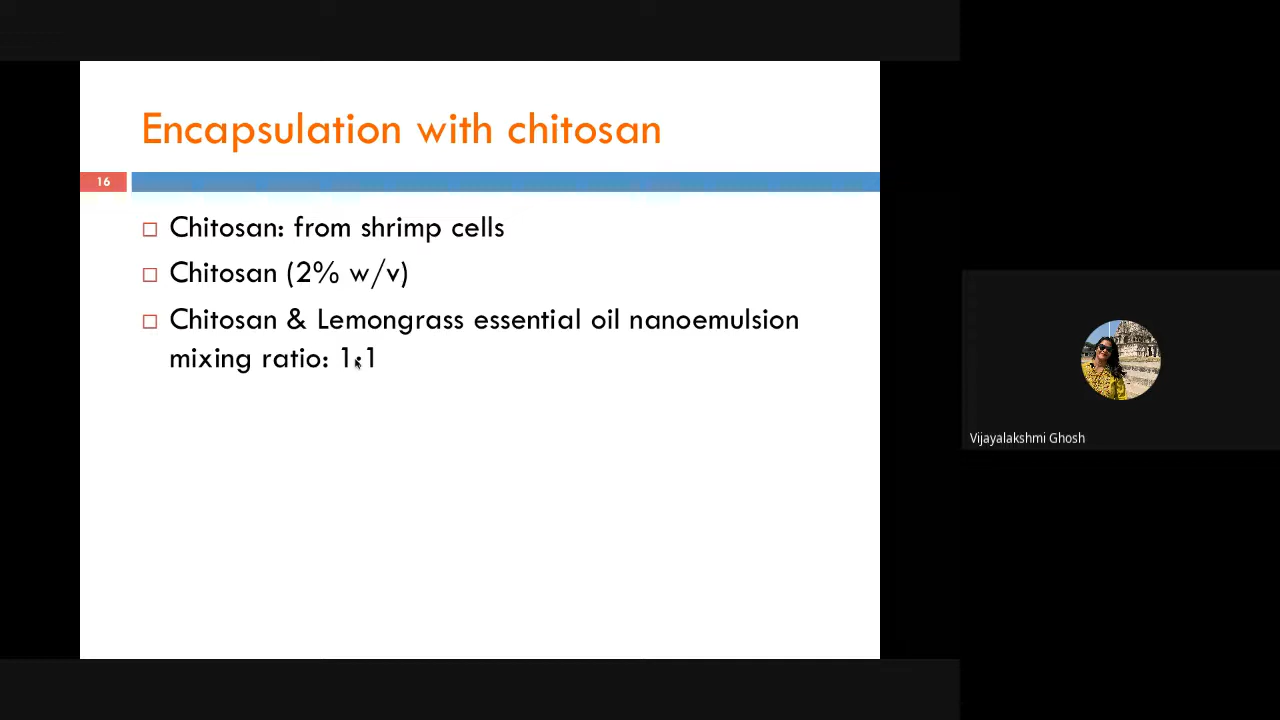 Encapsulation with chitosan
16
Chitosan: from shrimp cells
Chitosan (2% w/v)
Chitosan & Lemongrass essential oil nanoemulsion
mixing ratio: 1:1
Vijayalakshmi Ghosh